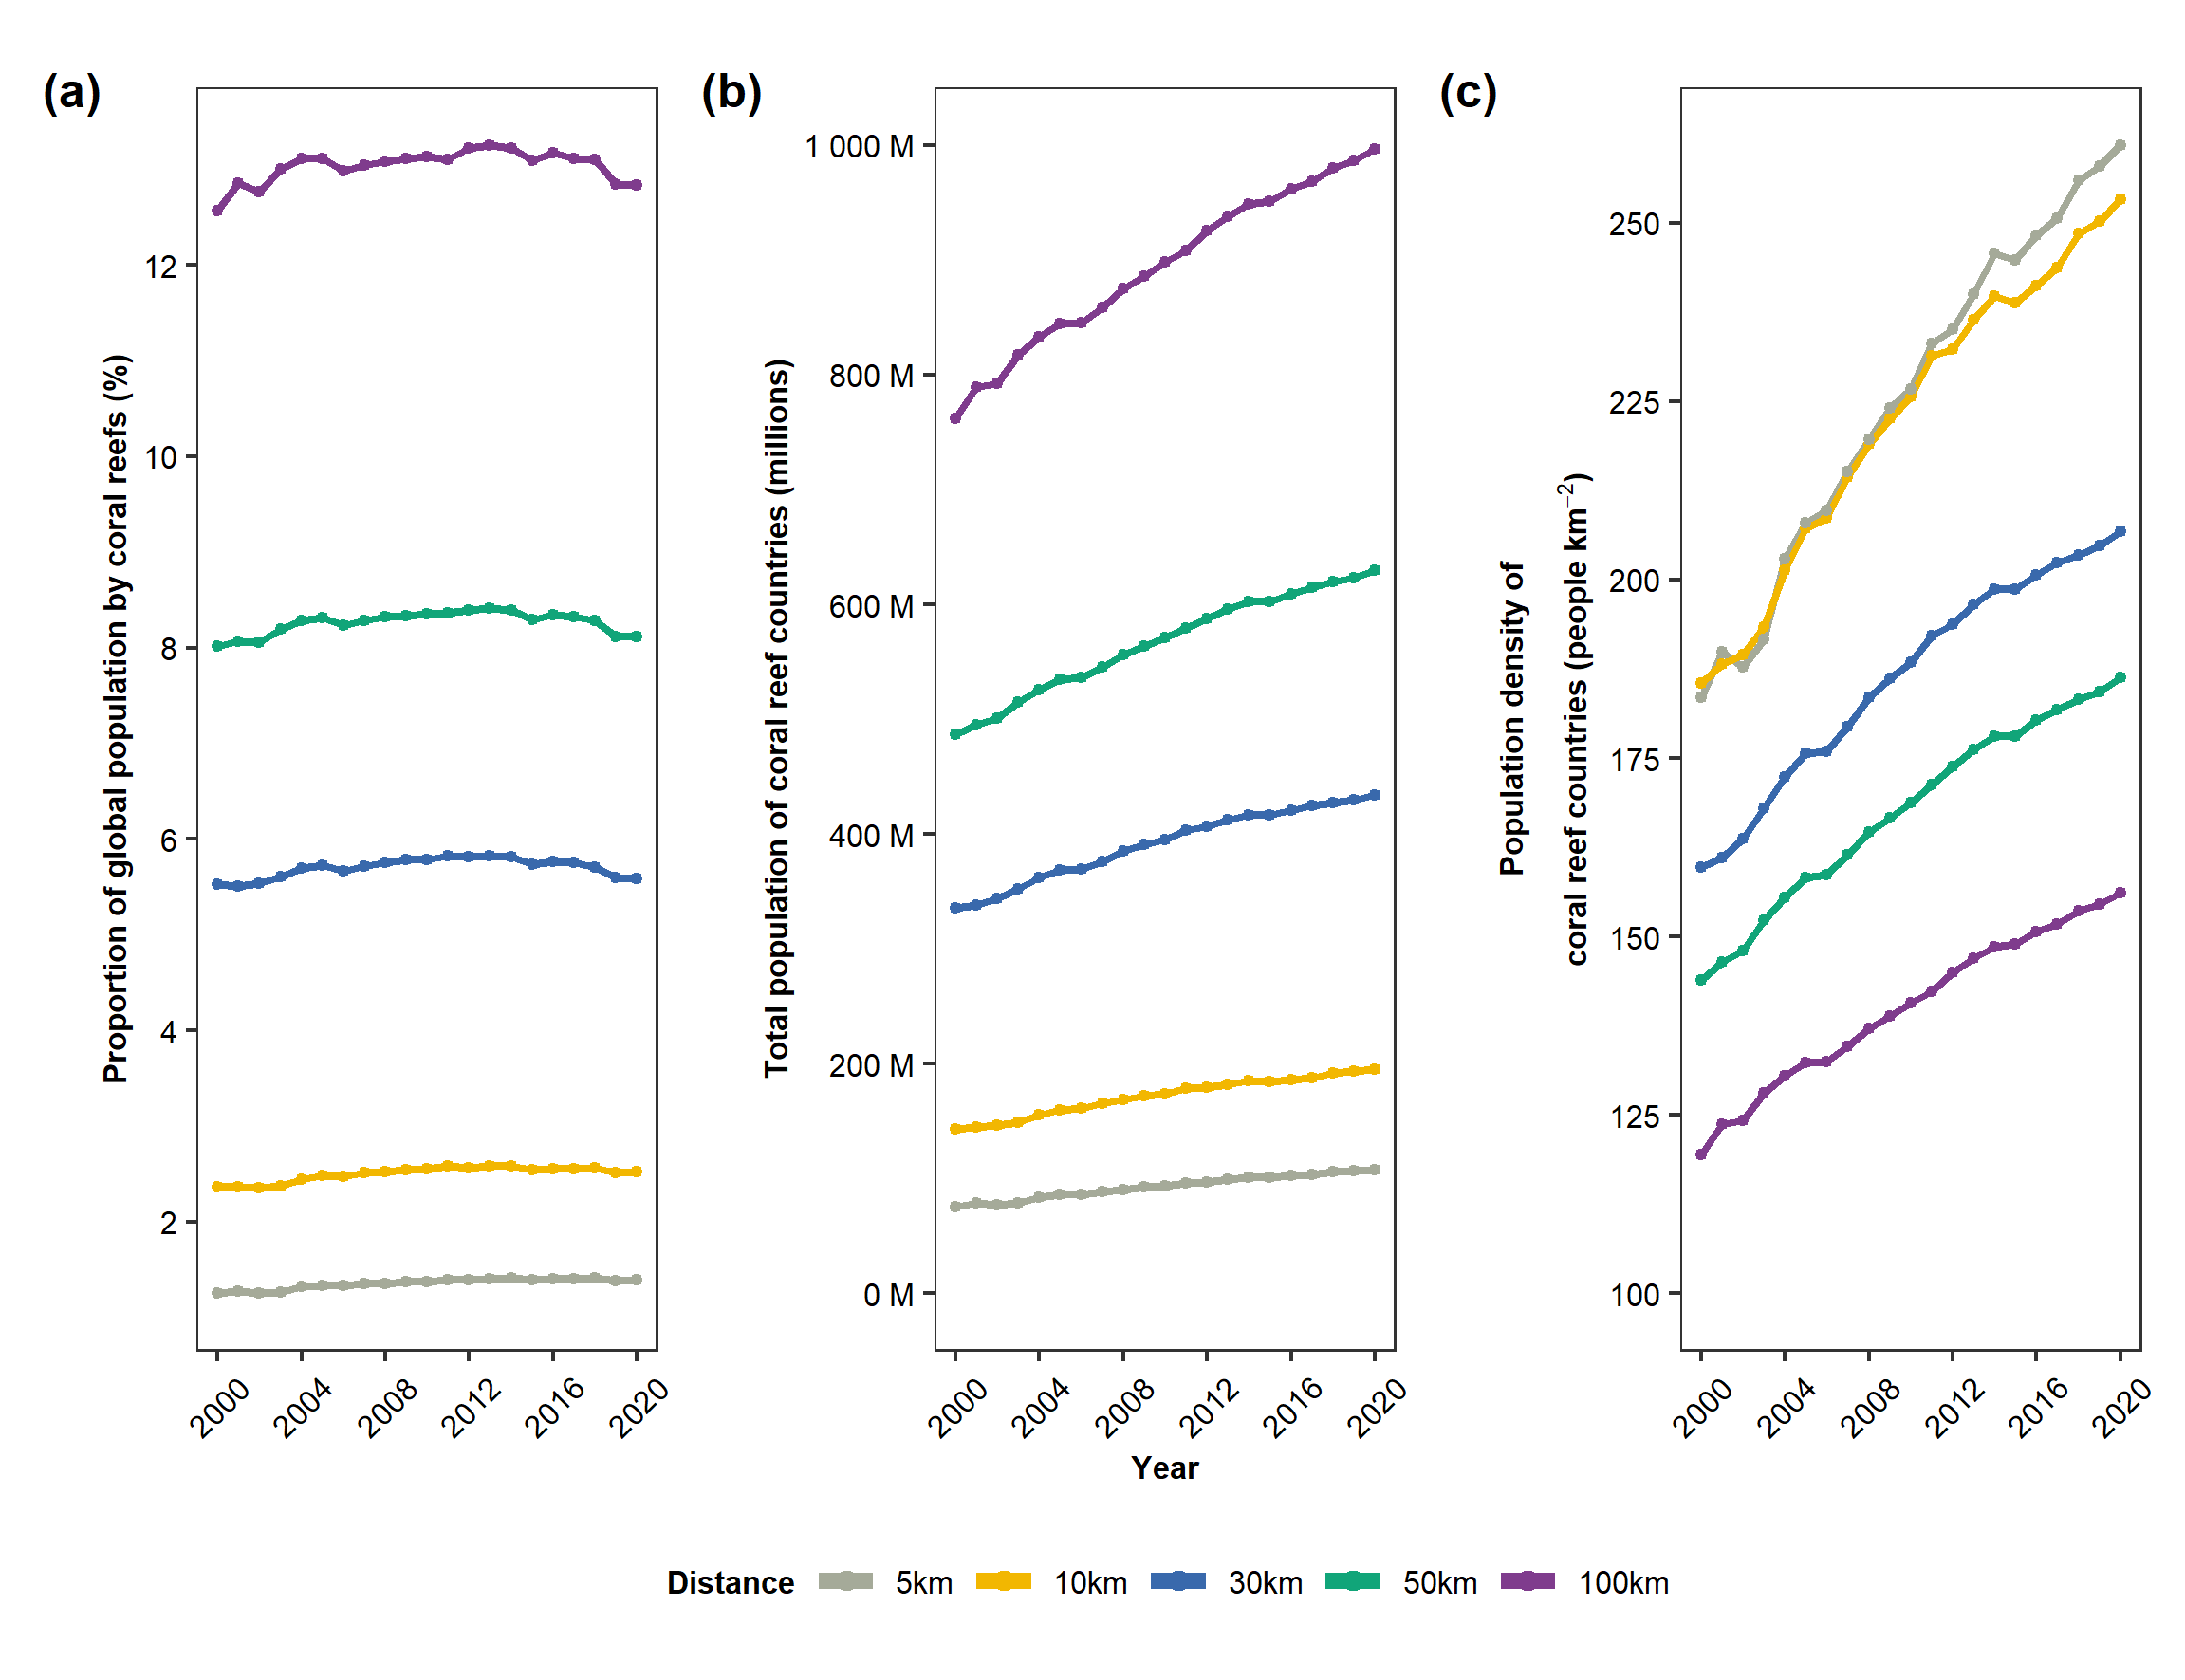 (a)
(b)
(c)
Proportion of global population by coral reefs (%)
12
10
8
6
4
2
2000
2004
2008
2012
2016
2020
Total population of coral reef countries (millions)
1 000 M
800 M
600 M
400 M
200 M
0 M
2000
2004
2008
2012
2016
2020
Year
Population density of
coral reef countries (people km⁻²)
250
225
200
175
150
125
100
2000
2004
2008
2012
2016
2020
Distance 5km 10km 30km 50km 100km